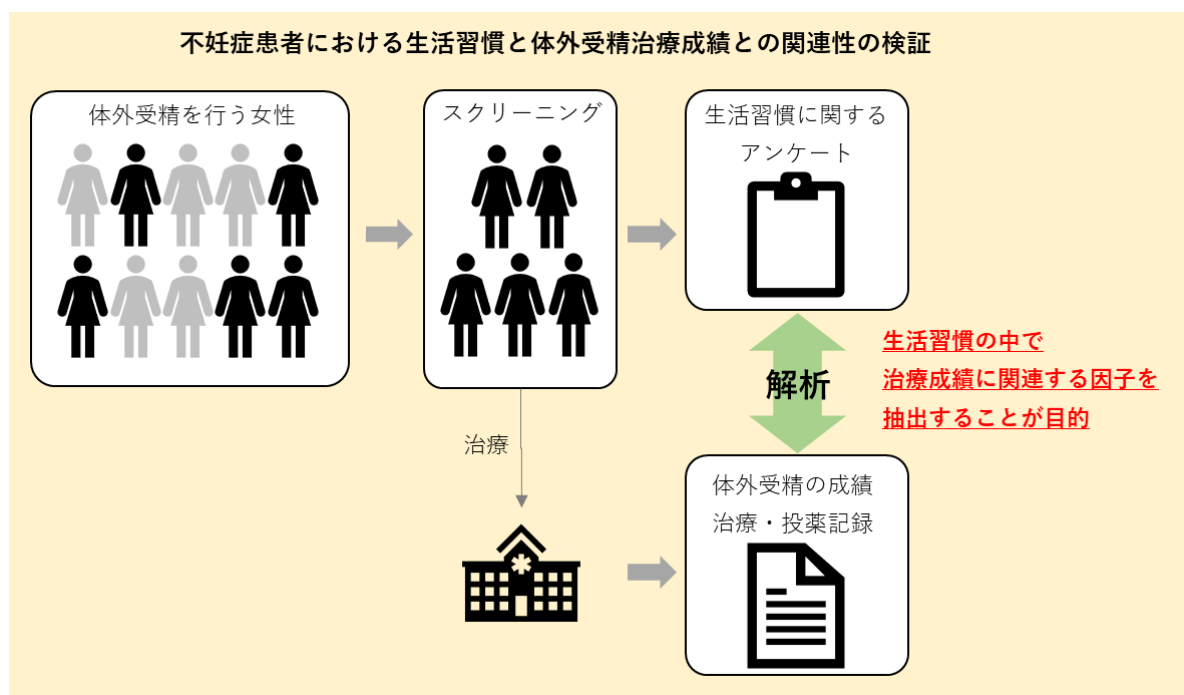 不妊症患者における生活習慣と体外受精治療成績との関連性の検証
体外受精を行う女性
スクリーニング
生活習慣に関する
アンケート
解析
生活習慣の中で
治療成績に関連する因子を
抽出することが目的
治療
体外受精の成績
治療・投薬記録